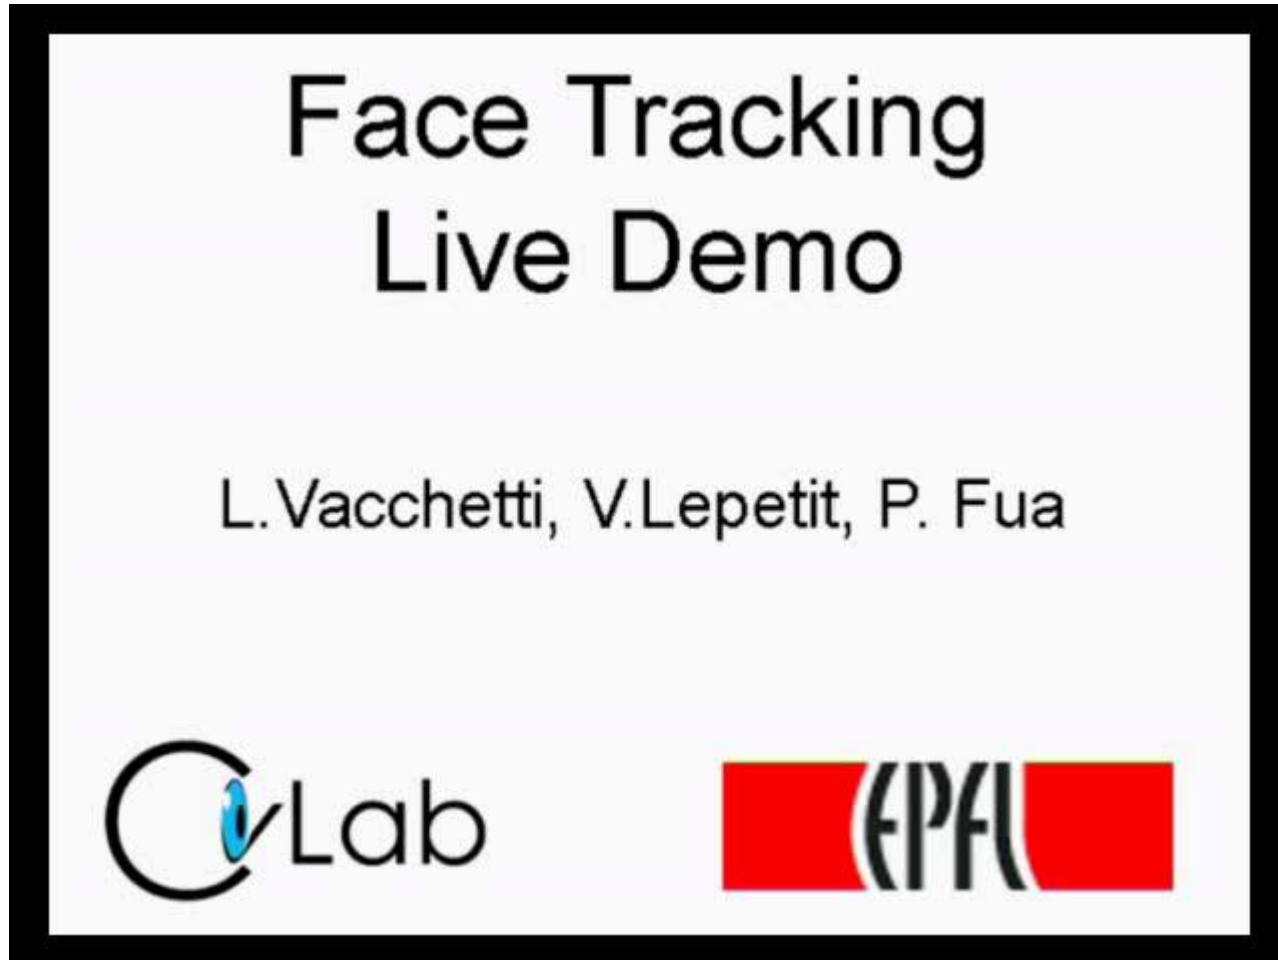 Face Tracking
Live Demo
L.Vacchetti, V.Lepetit, P. Fua
CvLab
EPFL